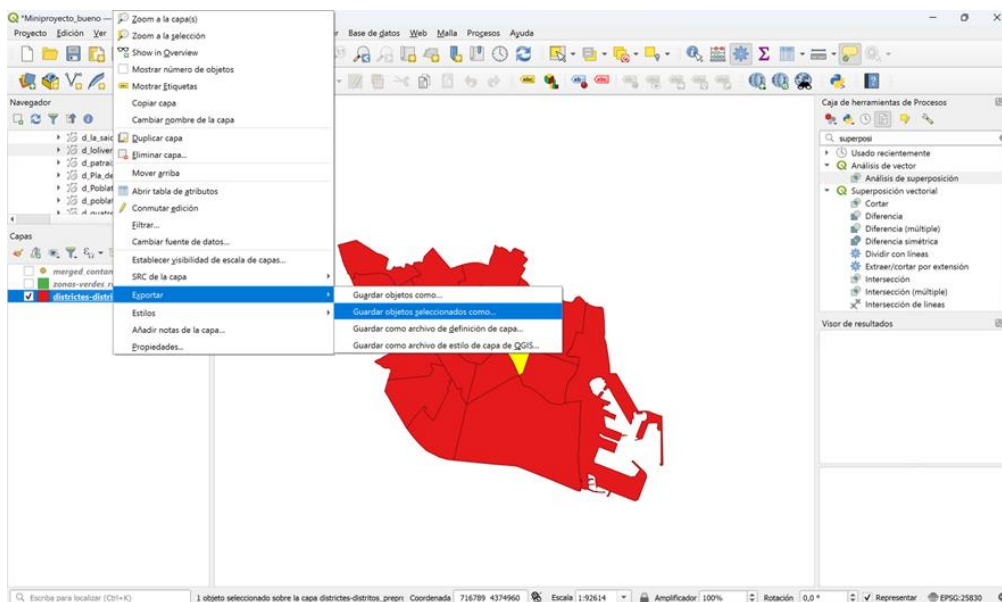 *Miniproyecto_bueno —
Proyecto Edición Ver
Base de datos Web Malla Procesos Ayuda
Navegador
d_la_saic
d_loliver
d_patraix
d_Pla_de
d_Poblat
d_poblat
d_quatre
Capas
merged_contan
zonas-verdes_r
districtes-distri
Zoom a la capa(s)
Zoom a la selección
Show in Overview
Mostrar número de objetos
Mostrar Etiquetas
Copiar capa
Cambiar nombre de la capa
Duplicar capa
Eliminar capa...
Mover arriba
Abrir tabla de atributos
Conmutar edición
Filtrar...
Cambiar fuente de datos...
Establecer visibilidad de escala de capas...
SRC de la capa
Exportar
Estilos
Añadir notas de la capa...
Propiedades...
Guardar objetos como...
Guardar objetos seleccionados como...
Guardar como archivo de definición de capa...
Guardar como archivo de estilo de capa de QGIS...
Caja de herramientas de Procesos
superposi
Usado recientemente
Análisis de vector
Análisis de superposición
Superposición vectorial
Cortar
Diferencia
Diferencia (múltiple)
Diferencia simétrica
Dividir con líneas
Extraer/cortar por extensión
Intersección
Intersección (múltiple)
Intersección de líneas
Visor de resultados
Escriba para localizar (Ctrl+K)
1 objeto seleccionado sobre la capa districtes-distritos_prepro Coordenada 716789 4374960 Escala 1:92614 Amplificador 100% Rotación 0,0 ° Representar EPSG:25830